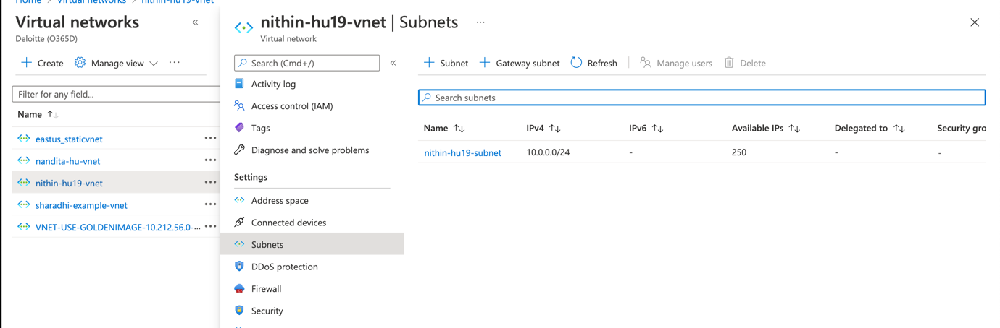 Home > Virtual networks > nithin-hu19-vnet
Virtual networks
Deloitte (O365D)
Create
Manage view
Filter for any field...
Name
eastus_staticvnet
nandita-hu-vnet
nithin-hu19-vnet
sharadhi-example-vnet
VNET-USE-GOLDENIMAGE-10.212.56.0-...
nithin-hu19-vnet | Subnets
Virtual network
Search (Cmd+/)
Activity log
Access control (IAM)
Tags
Diagnose and solve problems
Settings
Address space
Connected devices
Subnets
DDoS protection
Firewall
Security
Subnet
Gateway subnet
Refresh
Manage users
Delete
Search subnets
Name IPv4 IPv6 Available IPs Delegated to Security gro
nithin-hu19-subnet 10.0.0.0/24 - 250 - -